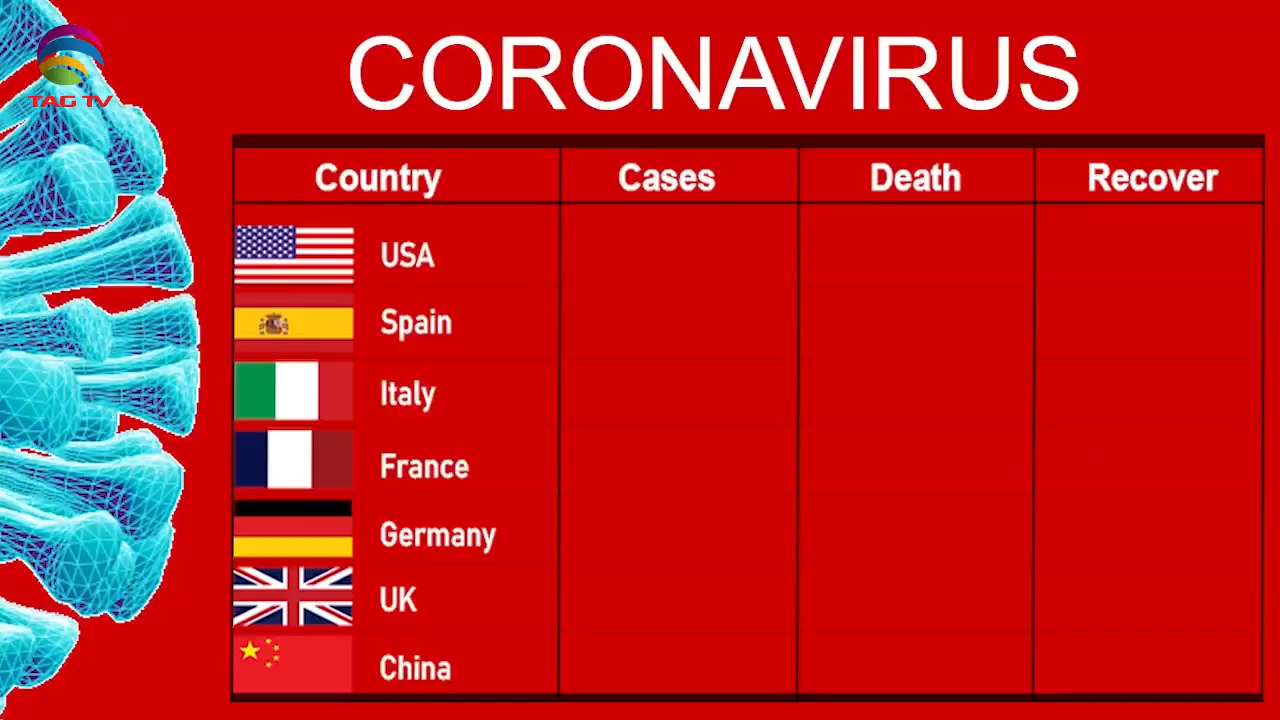 TAG TV
CORONAVIRUS
Country Cases Death Recover
USA
Spain
Italy
France
Germany
UK
China